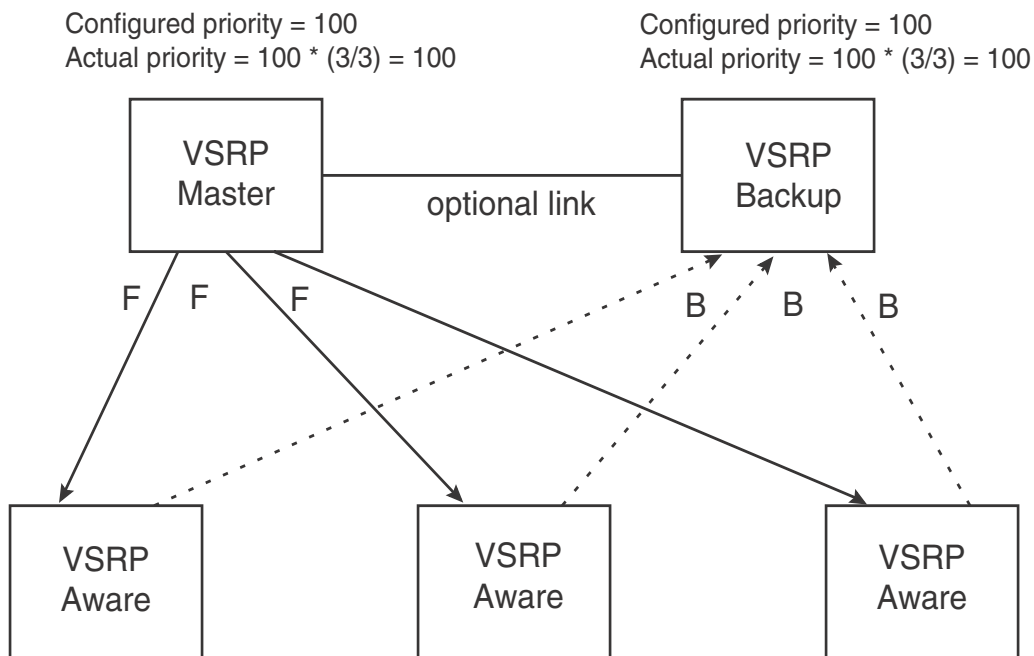 Configured priority = 100
Actual priority = 100 * (3/3) = 100
Configured priority = 100
Actual priority = 100 * (3/3) = 100
VSRP
Master
optional link
VSRP
Backup
F
F
F
B
B
B
VSRP
Aware
VSRP
Aware
VSRP
Aware